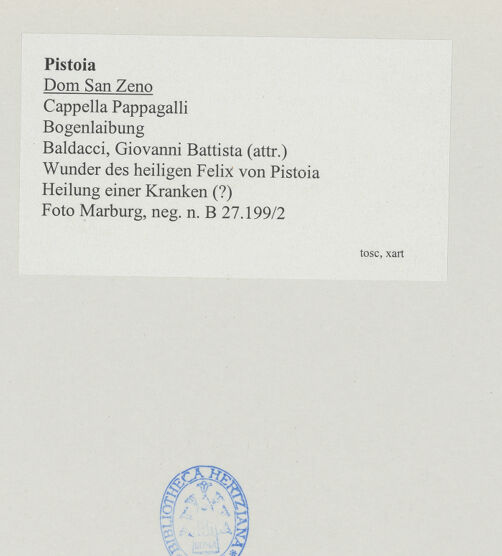 Pistoia
Dom San Zeno
Cappella Pappagalli
Bogenlaibung
Baldacci, Giovanni Battista (attr.)
Wunder des heiligen Felix von Pistoia
Heilung einer Kranken (?)
Foto Marburg, neg. n. B 27.199/2
tosc, xart
BIBLIOTHECA HERTZIANA